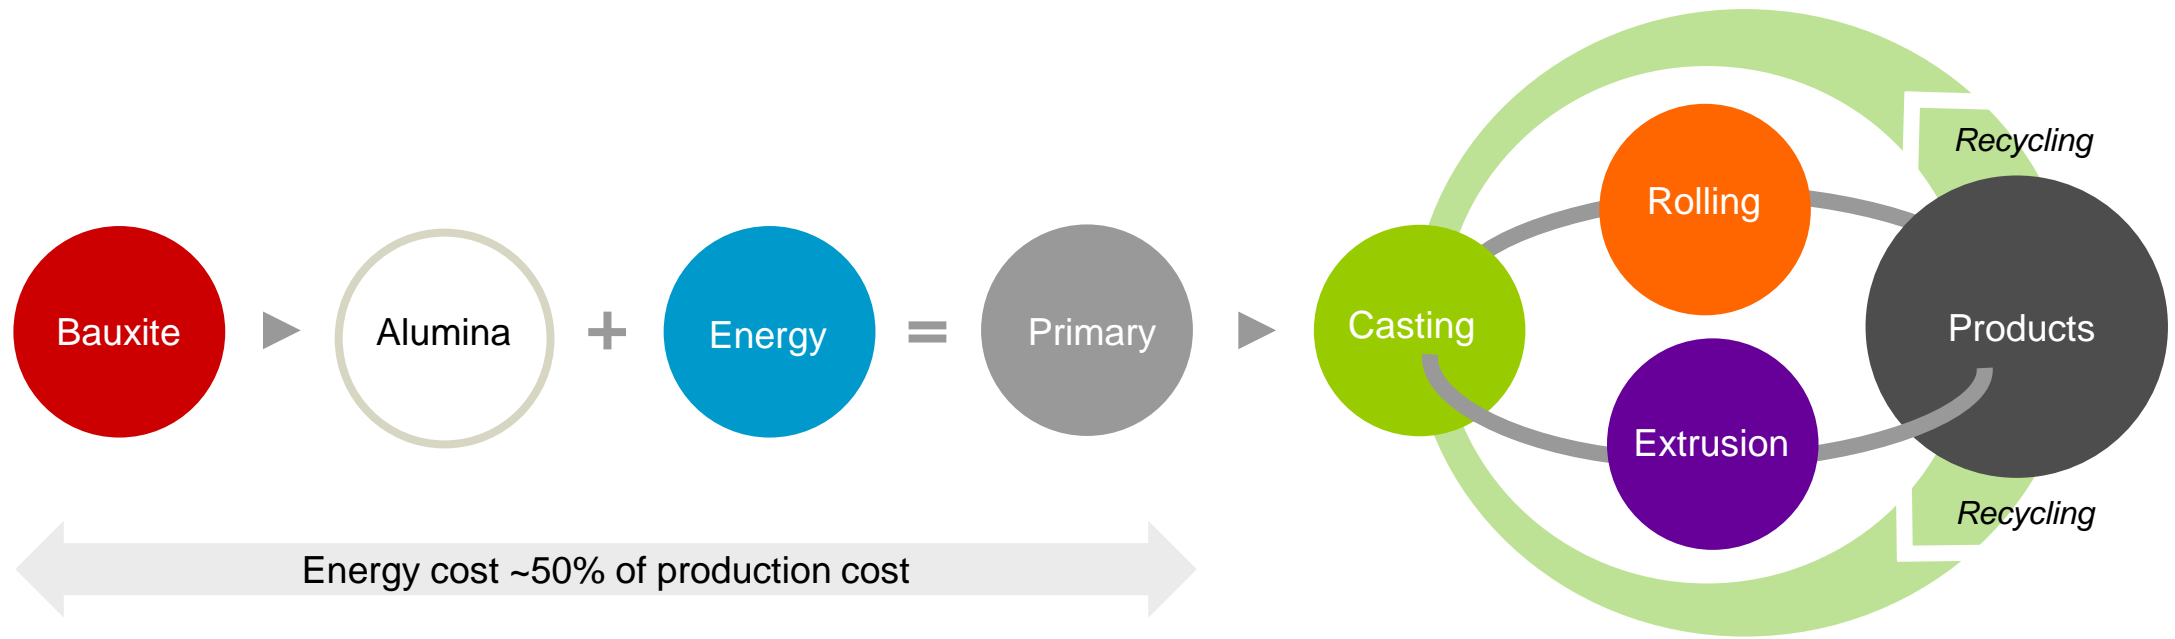 Recycling
Rolling
Bauxite
Alumina
+
Energy
=
Primary
Casting
Products
Extrusion
Recycling
Energy cost ~50% of production cost